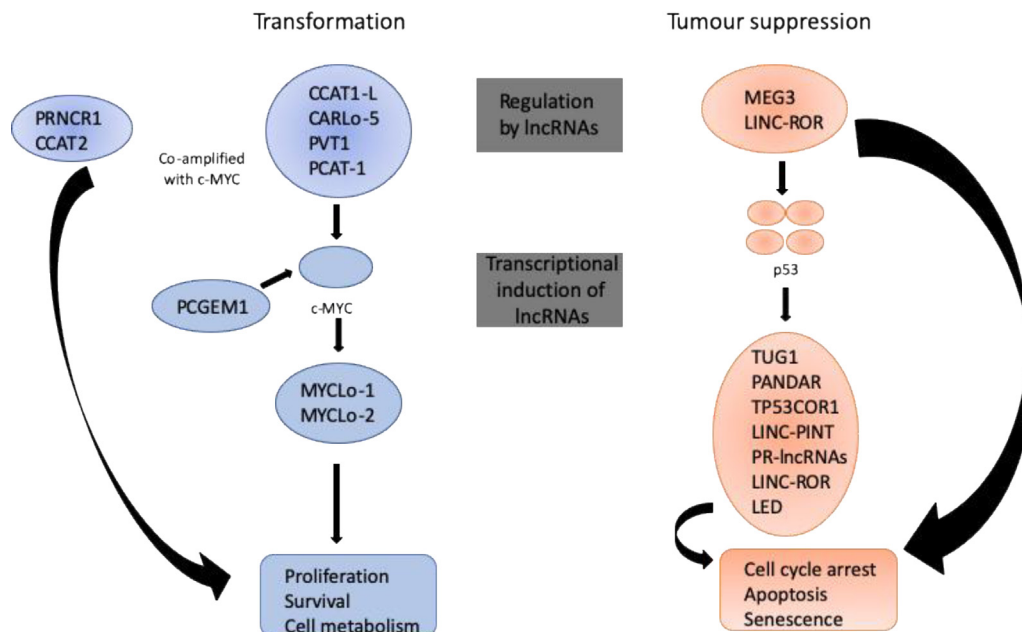 Transformation
Tumour suppression
PRNCR1
CCAT2
Co-amplified
with c-MYC
CCAT1-L
CARLo-5
PVT1
PCAT-1
Regulation
by lncRNAs
MEG3
LINC-ROR
PCGEM1
c-MYC
Transcriptional
induction of
lncRNAs
p53
MYCLo-1
MYCLo-2
TUG1
PANDAR
TP53COR1
LINC-PINT
PR-lncRNAs
LINC-ROR
LED
Proliferation
Survival
Cell metabolism
Cell cycle arrest
Apoptosis
Senescence